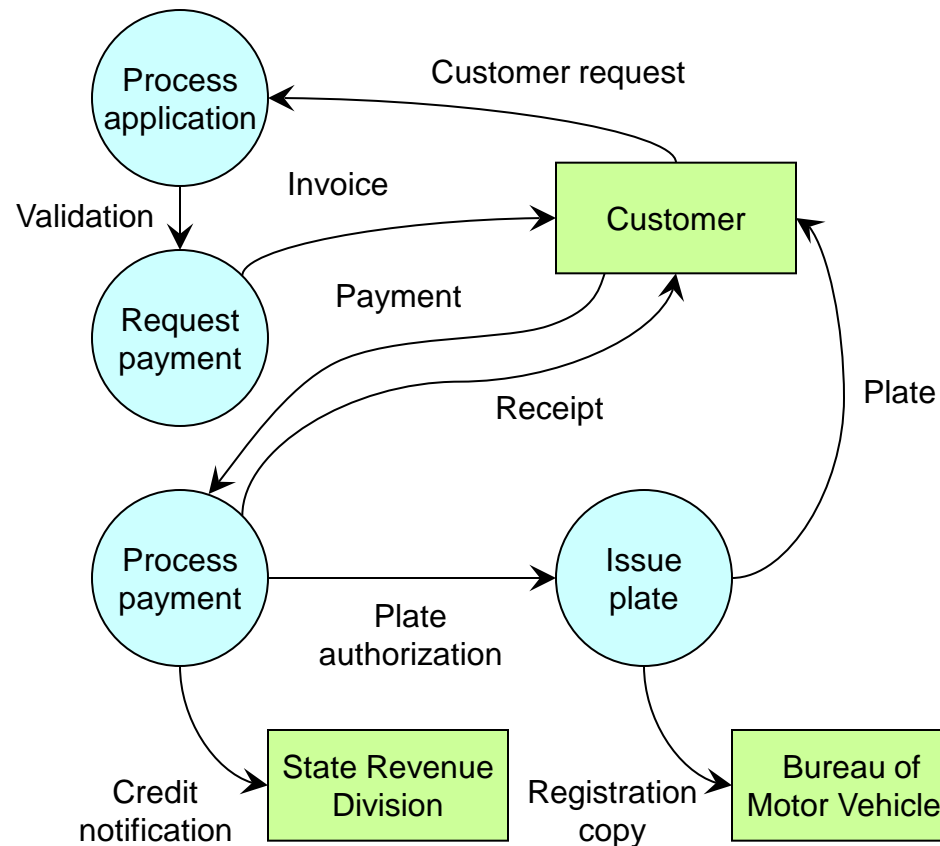 Process
application
Customer request
Validation
Invoice
Customer
Request
payment
Payment
Receipt
Plate
Process
payment
Plate
authorization
Issue
plate
Credit
notification
State Revenue
Division
Registration
copy
Bureau of
Motor Vehicle